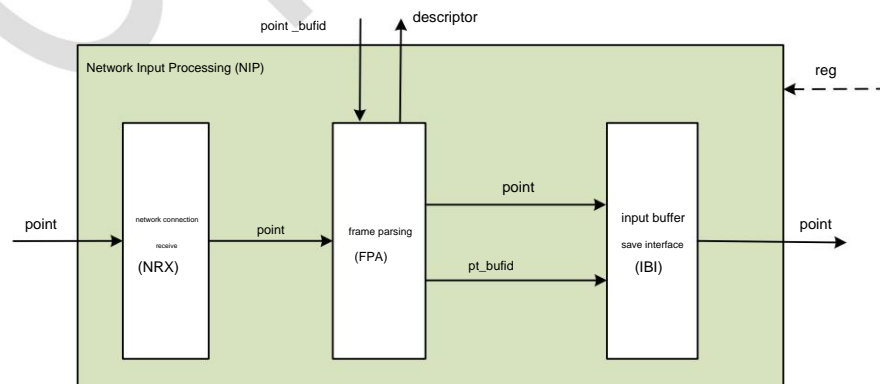 point _bufid
descriptor
Network Input Processing (NIP)
reg
point
network connection
receive
(NRX)
point
frame parsing
(FPA)
point
pt_bufid
input buffer
save interface
(IBI)
point